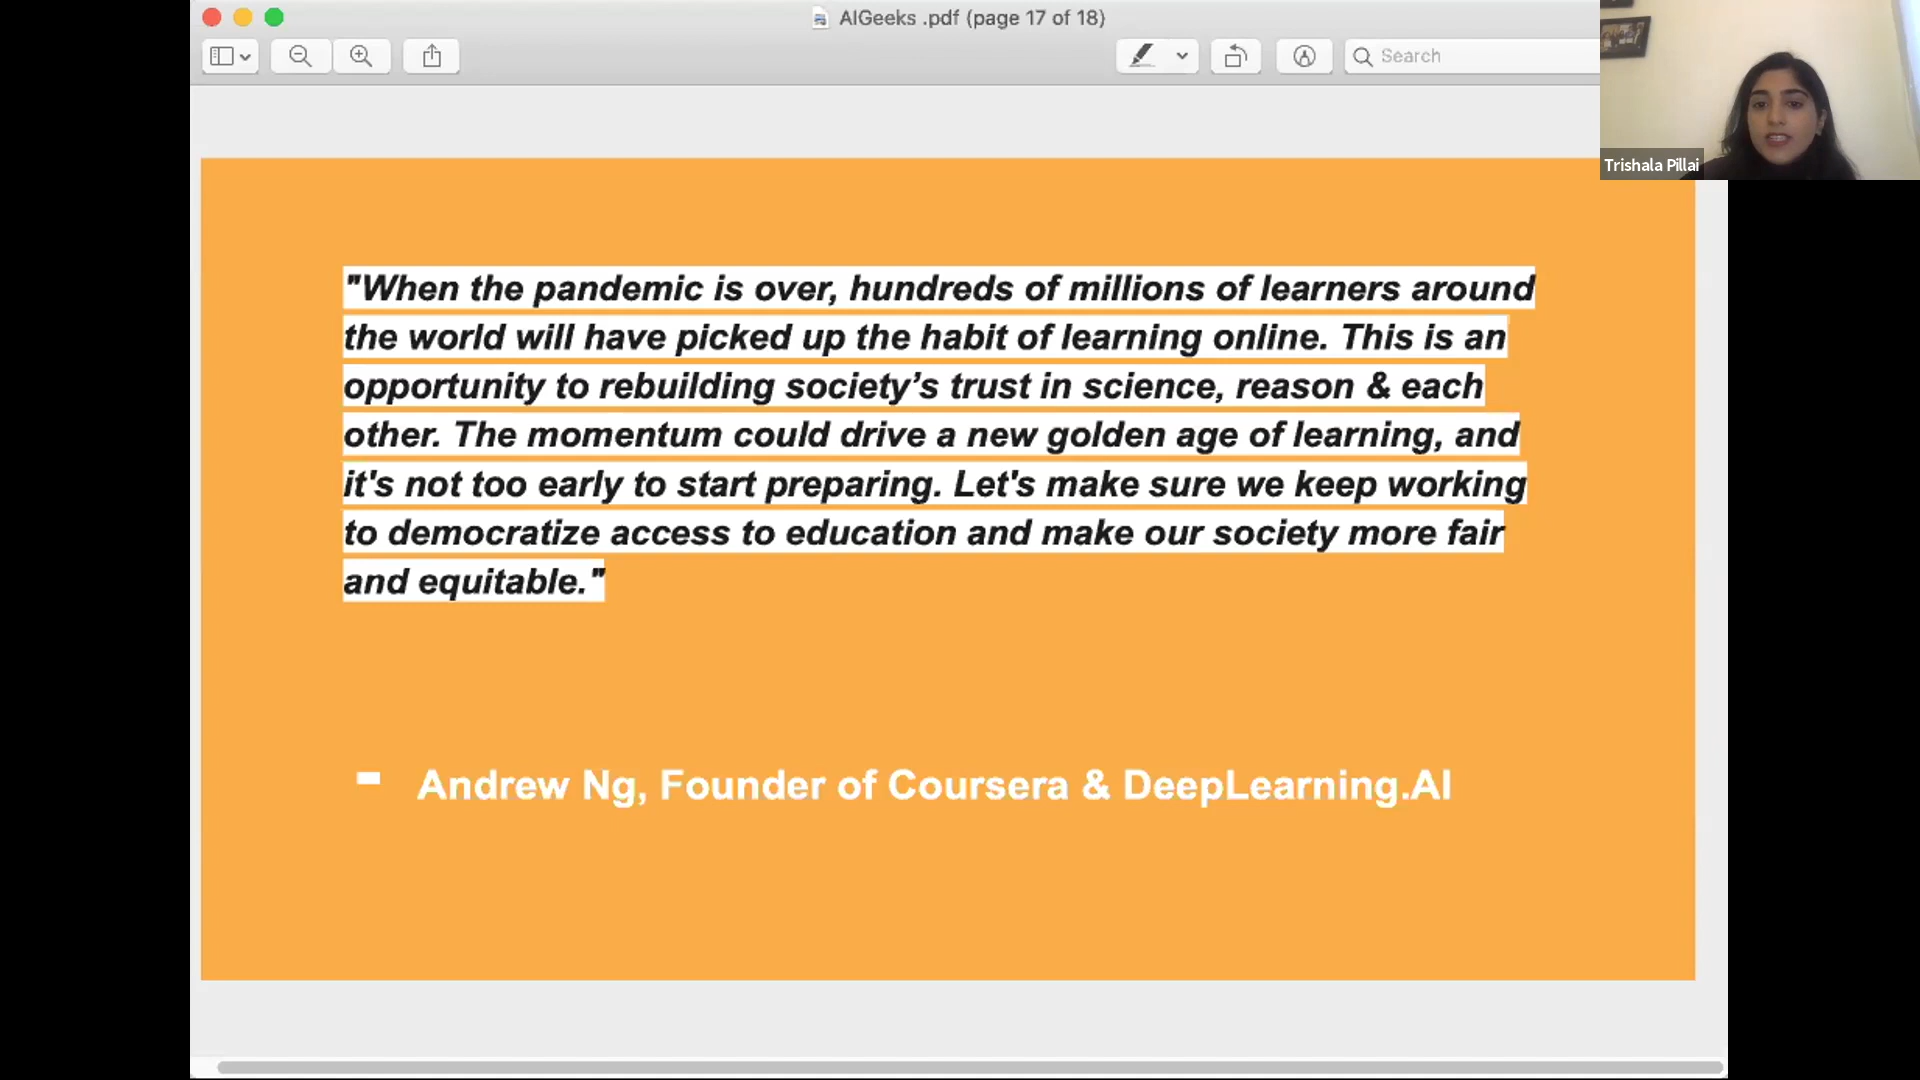 AIGeeks .pdf (page 17 of 18)
Search
Trishala Pillai
"When the pandemic is over, hundreds of millions of learners around
the world will have picked up the habit of learning online. This is an
opportunity to rebuilding society’s trust in science, reason & each
other. The momentum could drive a new golden age of learning, and
it's not too early to start preparing. Let's make sure we keep working
to democratize access to education and make our society more fair
and equitable."
- Andrew Ng, Founder of Coursera & DeepLearning.AI